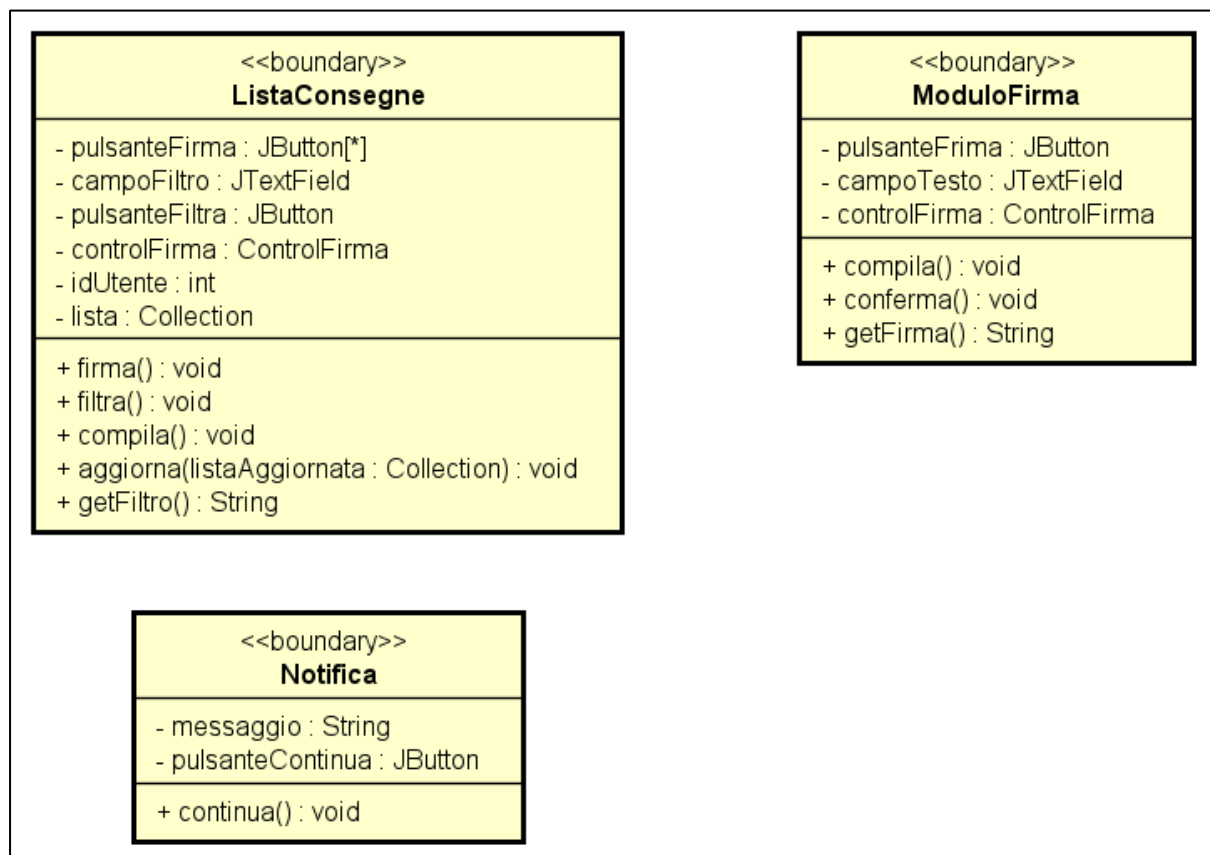 <<boundary>>
ListaConsegne
- pulsanteFirma : JButton[*]
- campoFiltro : JTextField
- pulsanteFiltra : JButton
- controlFirma : ControlFirma
- idUtente : int
- lista : Collection
+ firma() : void
+ filtra() : void
+ compila() : void
+ aggiorna(listaAggiornata : Collection) : void
+ getFiltro() : String
<<boundary>>
ModuloFirma
- pulsanteFrima : JButton
- campoTesto : JTextField
- controlFirma : ControlFirma
+ compila() : void
+ conferma() : void
+ getFirma() : String
<<boundary>>
Notifica
- messaggio : String
- pulsanteContinua : JButton
+ continua() : void